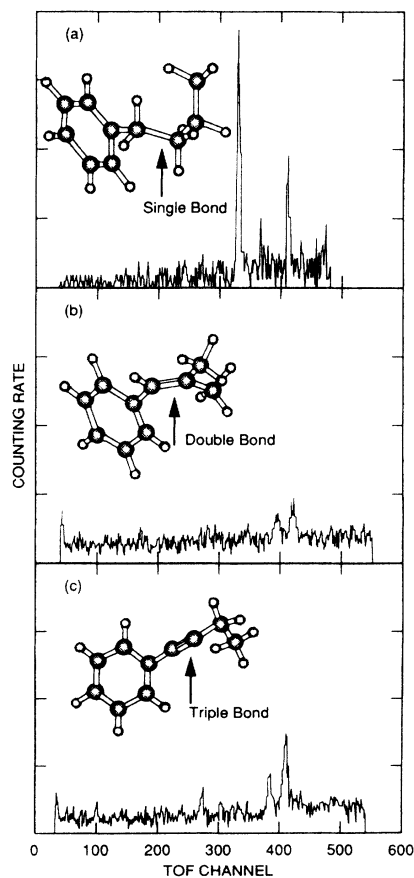 (a)
Single Bond
(b)
Double Bond
COUNTING RATE
(c)
Triple Bond
0 100 200 300 400 500 600
TOF CHANNEL